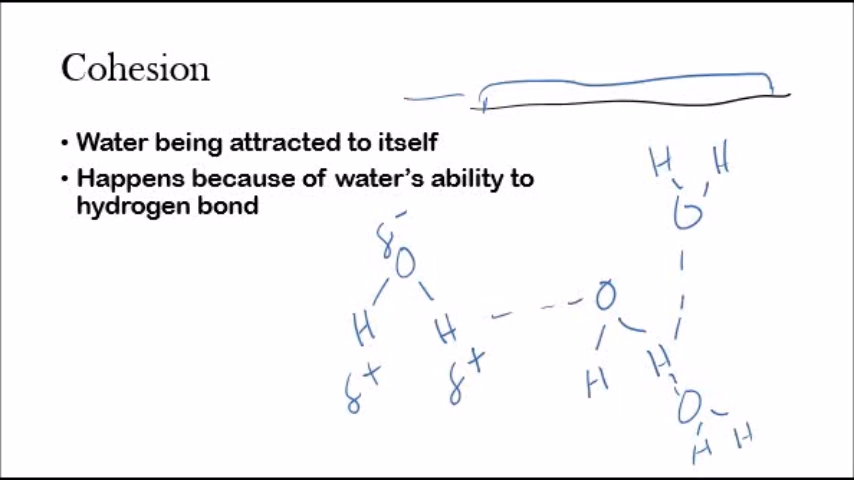 Cohesion
• Water being attracted to itself
• Happens because of water's ability to
hydrogen bond
H H
O
δ-
O
O
H H
H H
δ+ δ+
O
H H